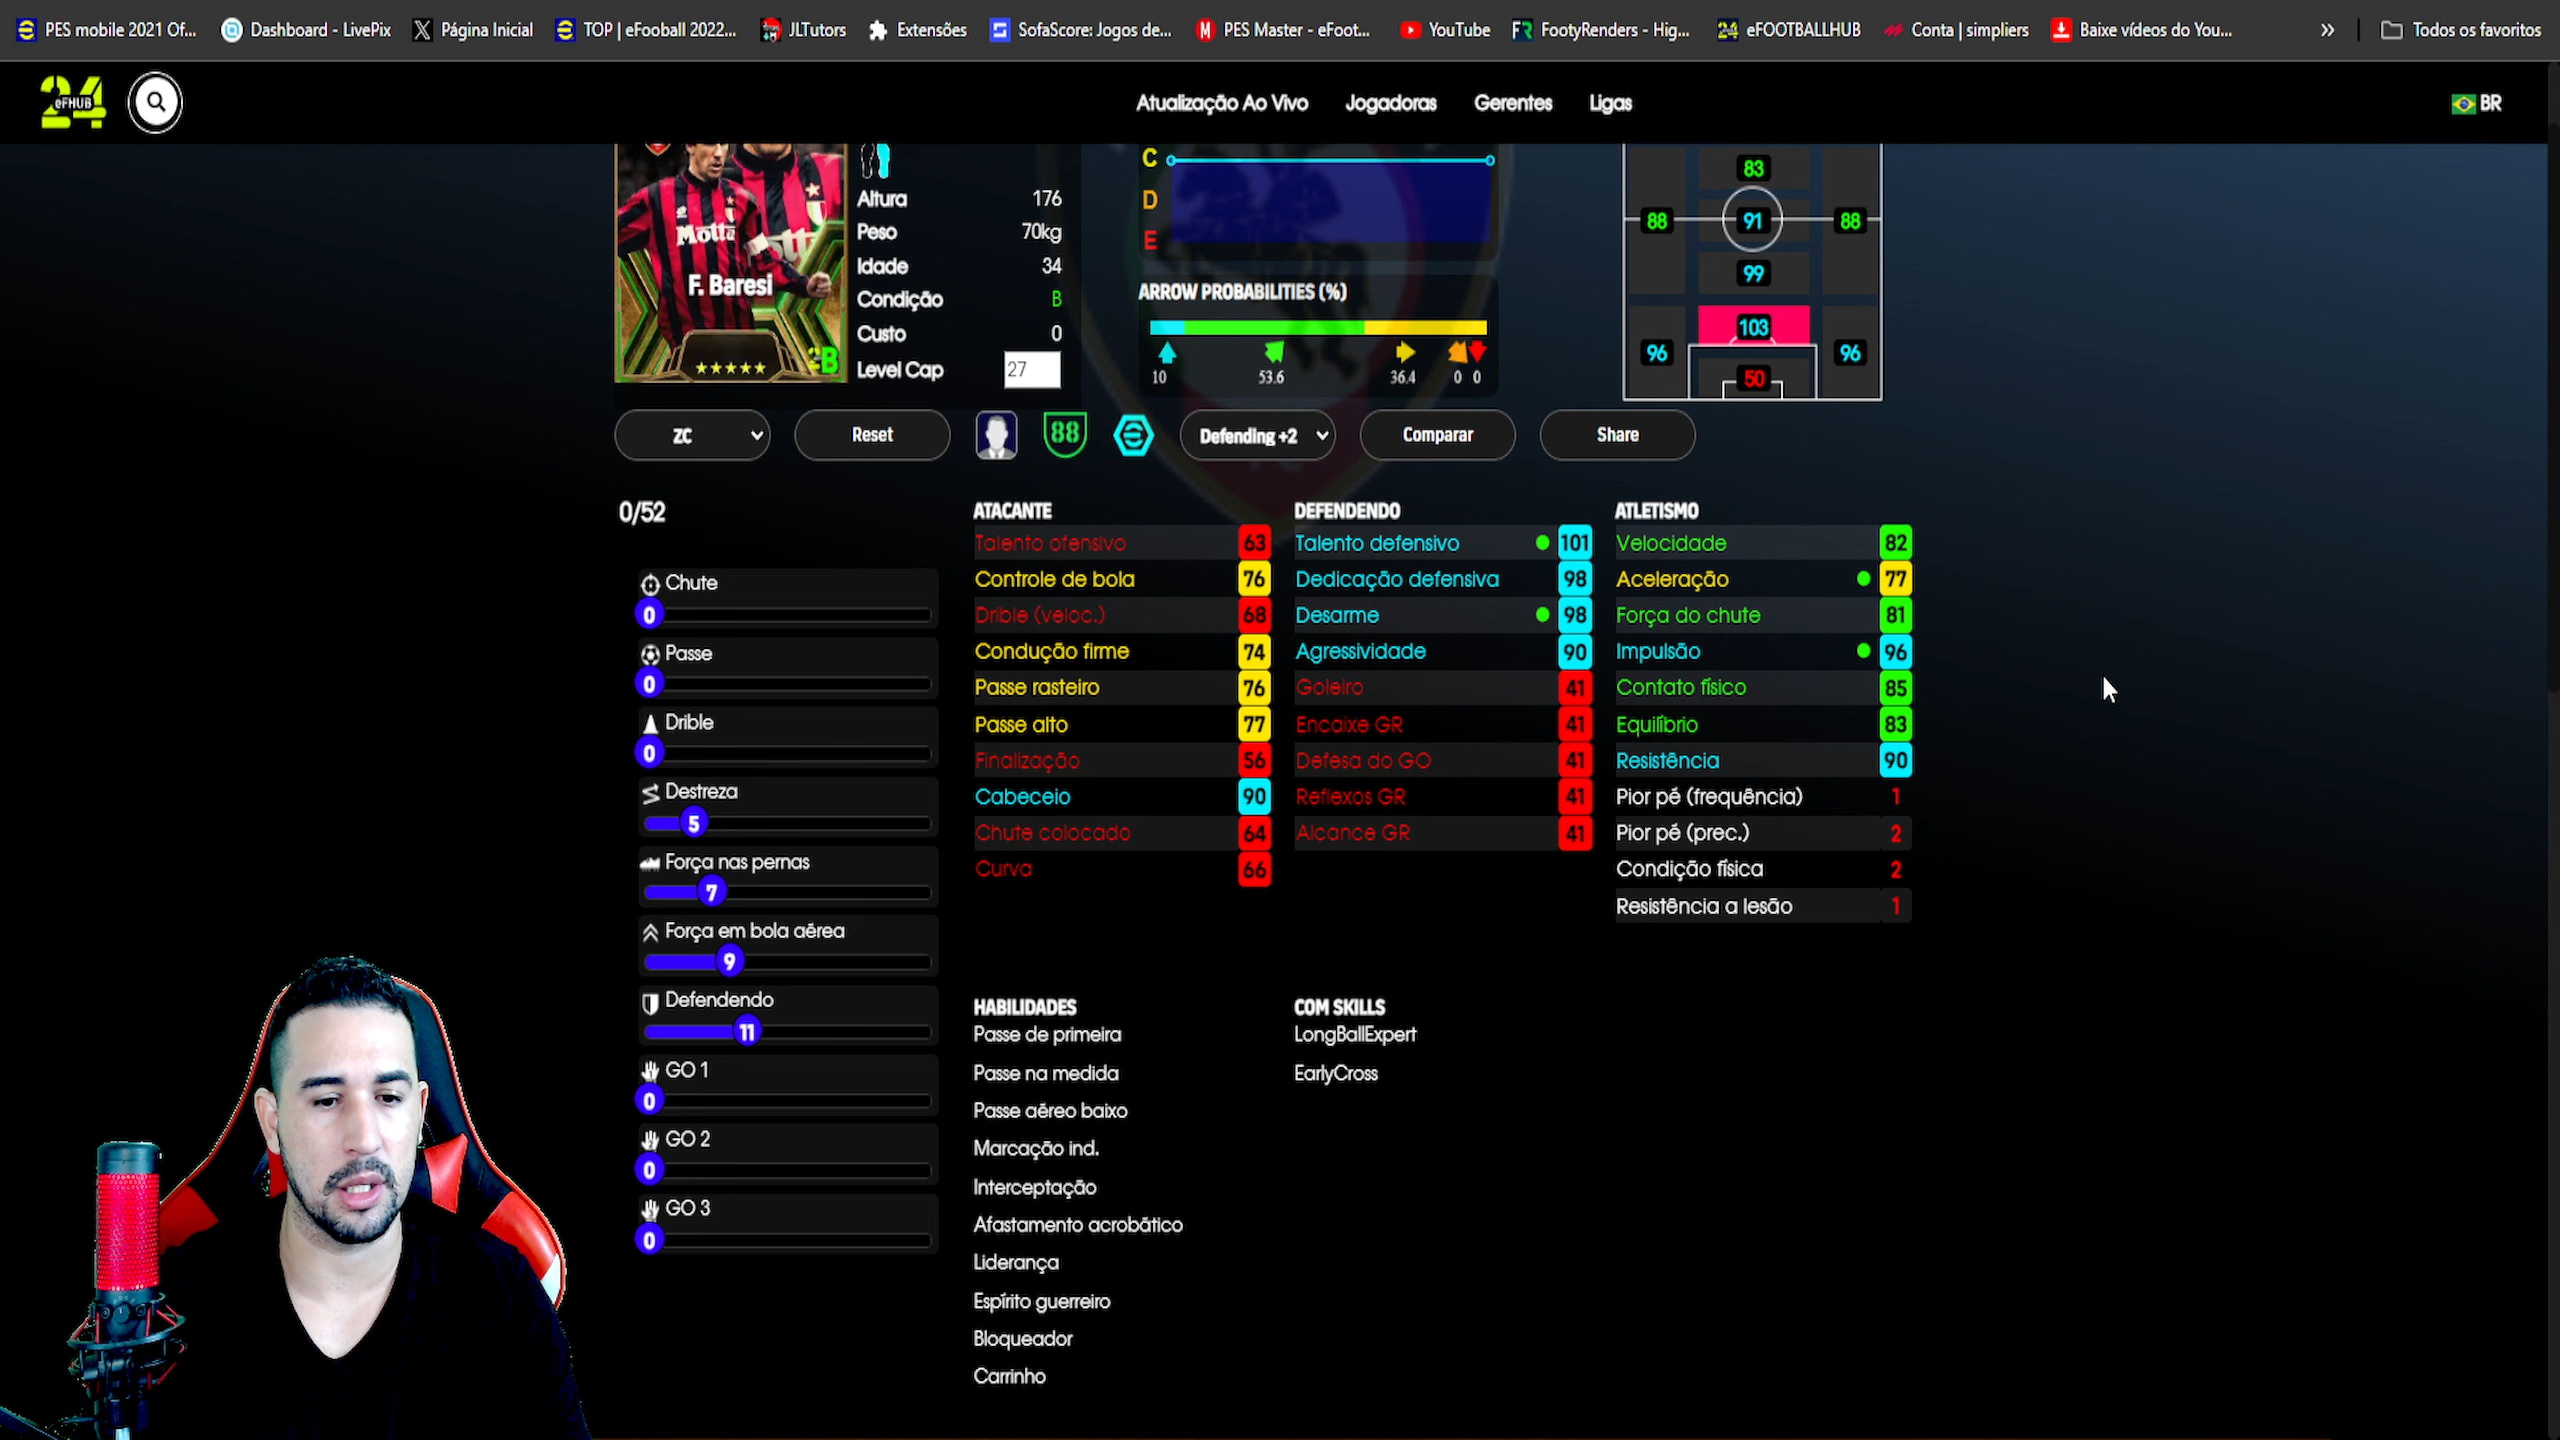 PES mobile 2021 Of... Dashboard - LivePix Página Inicial TOP | eFooball 2022... JLTutors Extensões SofaScore: Jogos de... PES Master - eFoot... YouTube FootyRenders - Hig... eFOOTBALLHUB Conta | simpliers Baixe vídeos do You... » Todos os favoritos
24 eFHUB Atualização Ao Vivo Jogadoras Gerentes Ligas BR
Motta
F. Baresi
B
Altura 176
Peso 70kg
Idade 34
Condição B
Custo 0
Level Cap 27
C
D
E
ARROW PROBABILITIES (%)
10 53.6 36.4 0 0
83
88 91 88
99
103
96 96
50
ZC Reset 88 Defending +2 Comparar Share
0/52
Chute
0
Passe
0
Drible
0
Destreza
5
Força nas pernas
7
Força em bola aérea
9
Defendendo
11
GO 1
0
GO 2
0
GO 3
0
ATACANTE
Talento ofensivo 63
Controle de bola 76
Drible (veloc.) 68
Condução firme 74
Passe rasteiro 76
Passe alto 77
Finalização 56
Cabeceio 90
Chute colocado 64
Curva 66
DEFENDENDO
Talento defensivo 101
Dedicação defensiva 98
Desarme 98
Agressividade 90
Goleiro 41
Encaixe GR 41
Defesa do GO 41
Reflexos GR 41
Alcance GR 41
ATLETISMO
Velocidade 82
Aceleração 77
Força do chute 81
Impulsão 96
Contato físico 85
Equilíbrio 83
Resistência 90
Pior pé (frequência) 1
Pior pé (prec.) 2
Condição física 2
Resistência a lesão 1
HABILIDADES
Passe de primeira
Passe na medida
Passe aéreo baixo
Marcação ind.
Interceptação
Afastamento acrobático
Liderança
Espírito guerreiro
Bloqueador
Carrinho
COM SKILLS
LongBallExpert
EarlyCross